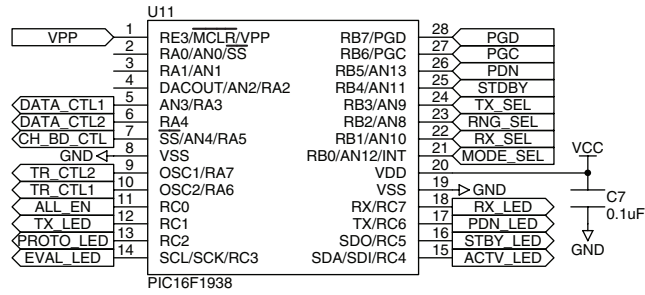 U11
VPP 1 RE3/MCLR/VPP RB7/PGD 28 PGD
2 RA0/AN0/SS RB6/PGC 27 PGC
3 RA1/AN1 RB5/AN13 26 PDN
4 DACOUT/AN2/RA2 RB4/AN11 25 STDBY
DATA_CTL1 5 AN3/RA3 RB3/AN9 24 TX_SEL
DATA_CTL2 6 RA4 RB2/AN8 23 RNG_SEL
CH_BD_CTL 7 SS/AN4/RA5 RB1/AN10 22 RX_SEL
GND 8 VSS RB0/AN12/INT 21 MODE_SEL VCC
TR_CTL2 9 OSC1/RA7 VDD 20
TR_CTL1 10 OSC2/RA6 VSS 19 GND
ALL_EN 11 RC0 RX/RC7 18 RX_LED C7
TX_LED 12 RC1 TX/RC6 17 PDN_LED 0.1uF
PROTO_LED 13 RC2 SDO/RC5 16 STBY_LED
EVAL_LED 14 SCL/SCK/RC3 SDA/SDI/RC4 15 ACTV_LED GND
PIC16F1938